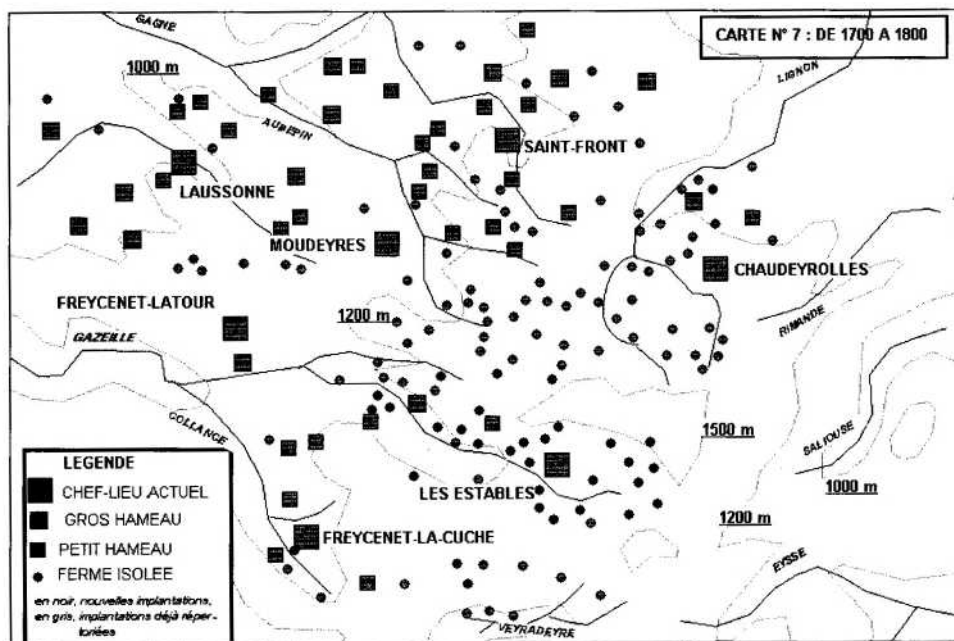 CARTE N° 7 : DE 1700 A 1800
GAGNE
LIGNON
1000 m
AUBEPIN
SAINT-FRONT
LAUSSONNE
MOUDEYRES
CHAUDEYROLLES
FREYCENET-LATOUR
1200 m
GAZEILLE
RIMANDE
COLLANCE
1500 m
SALIOUSE
1000 m
LES ESTABLES
1200 m
FREYCENET-LA-CUCHE
EYSSE
VEYRADEYRE
LEGENDE
CHEF-LIEU ACTUEL
GROS HAMEAU
PETIT HAMEAU
FERME ISOLEE
en noir, nouvelles implantations,
en gris, implantations déjà réper-
toriées